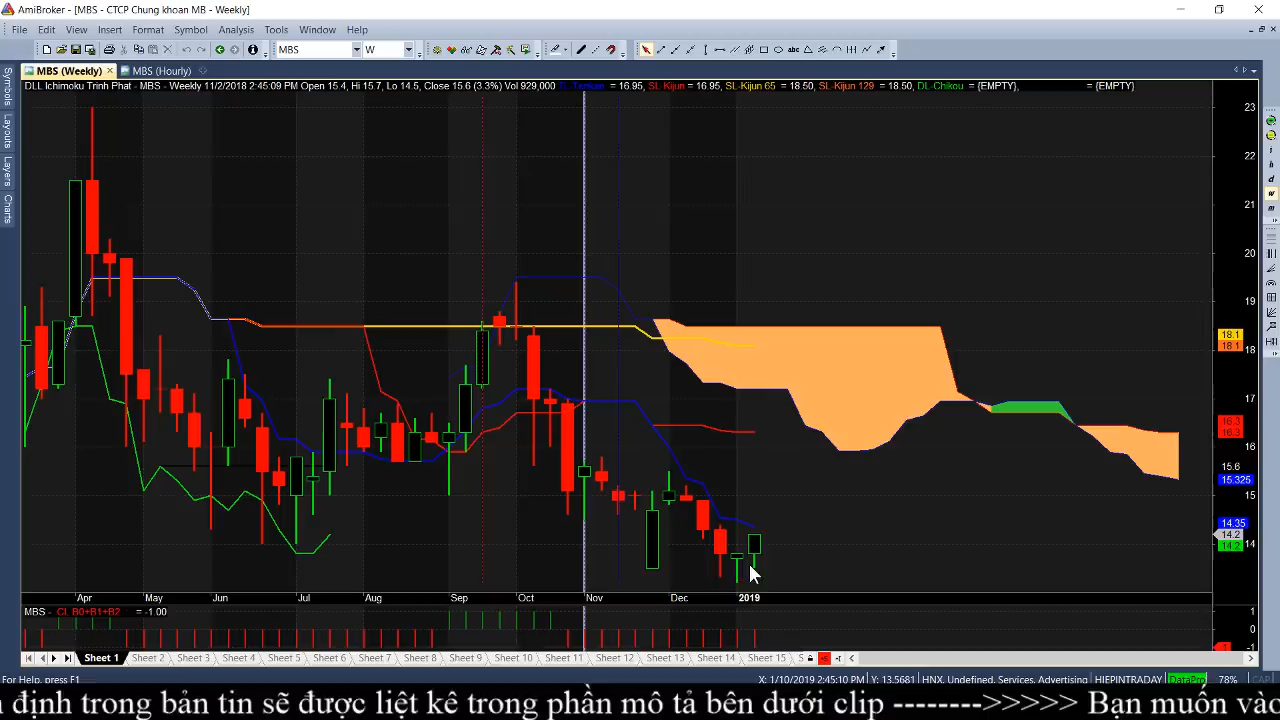 AmiBroker - [MBS - CTCP Chung khoan MB - Weekly]
File Edit View Insert Format Symbol Analysis Tools Window Help
MBS W
MBS (Weekly) MBS (Hourly)
DLL Ichimoku Trinh Phat - MBS - Weekly 11/2/2018 2:45:09 PM Open 15.4, Hi 15.7, Lo 14.5, Close 15.6 (3.3%) Vol 929,000 TL-Tenkan = 16.95, SL Kijun = 16.95, SL-Kijun 65 = 18.50, SL-Kijun 129 = 18.50, DL-Chikou = {EMPTY}, = {EMPTY}
Symbols
Layouts
Layers
Charts
23
22
21
20
19
18.1
18.1
18
17
16.3
16.3
16
15.6
15.325
15
14.35
14.2
14.2
14
i
h
d
w
m
Apr May Jun Jul Aug Sep Oct Nov Dec 2019
MBS - CL B0+B1+B2 = -1.00
1
0
-1
Sheet 1 Sheet 2 Sheet 3 Sheet 4 Sheet 5 Sheet 6 Sheet 7 Sheet 8 Sheet 9 Sheet 10 Sheet 11 Sheet 12 Sheet 13 Sheet 14 Sheet 15 S
For Help, press F1 X: 1/10/2019 2:45:10 PM Y: 13.5681 HNX, Undefined, Services, Advertising HIEPINTRADAY DataPro 78% CAP
định trong bản tin sẽ được liệt kê trong phần mô tả bên dưới clip -------->>>>> Bạn muốn vào